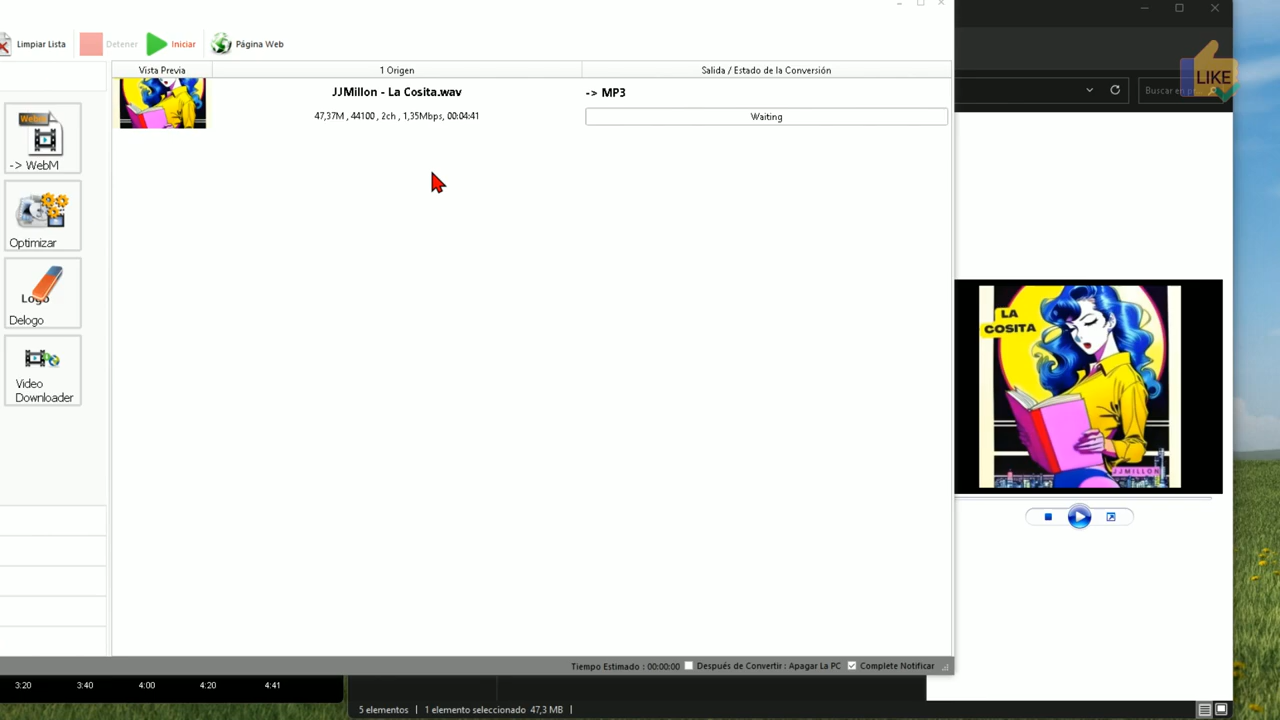 Limpiar Lista
Detener
Iniciar
Página Web
Vista Previa
1 Origen
Salida / Estado de la Conversión
JJMillon - La Cosita.wav
-> MP3
47,37M , 44100 , 2ch , 1,35Mbps, 00:04:41
Waiting
LIKE
Buscar en
WebM
-> WebM
Optimizar
Logo
Delogo
Video
Downloader
LA
COSITA
JJMILLON
Tiempo Estimado : 00:00:00
Después de Convertir : Apagar La PC
Complete Notificar
3:20
3:40
4:00
4:20
4:41
5 elementos
1 elemento seleccionado 47,3 MB